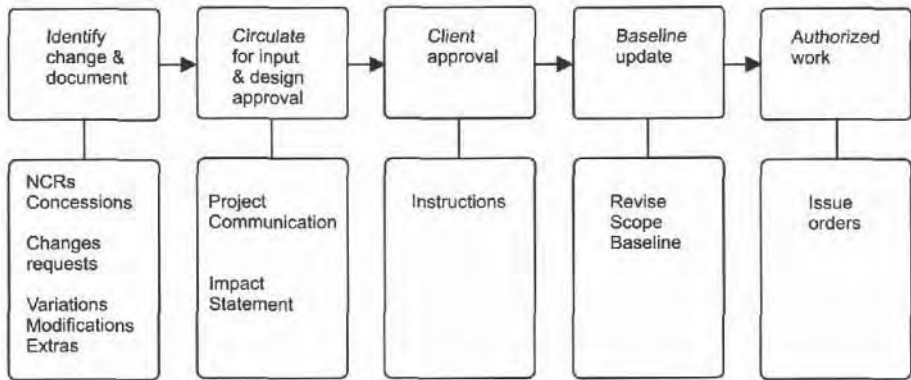 Identify
change &
document
Circulate
for input
& design
approval
Client
approval
Baseline
update
Authorized
work
NCRs
Concessions
Changes
requests
Variations
Modifications
Extras
Project
Communication
Impact
Statement
Instructions
Revise
Scope
Baseline
Issue
orders